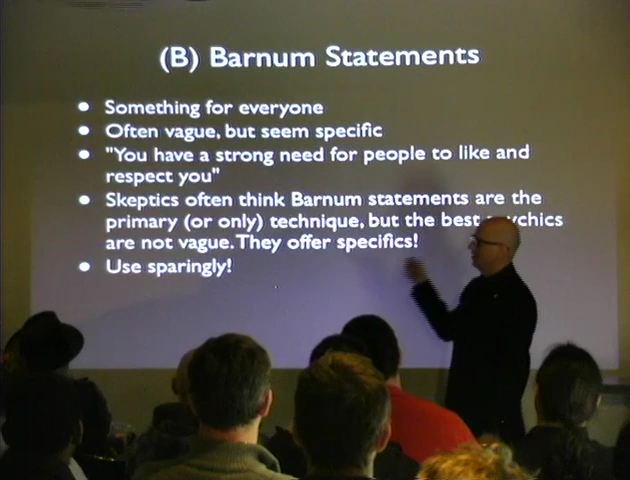 (B) Barnum Statements
• Something for everyone
• Often vague, but seem specific
• "You have a strong need for people to like and
respect you"
• Skeptics often think Barnum statements are the
primary (or only) technique, but the best psychics
are not vague. They offer specifics!
• Use sparingly!